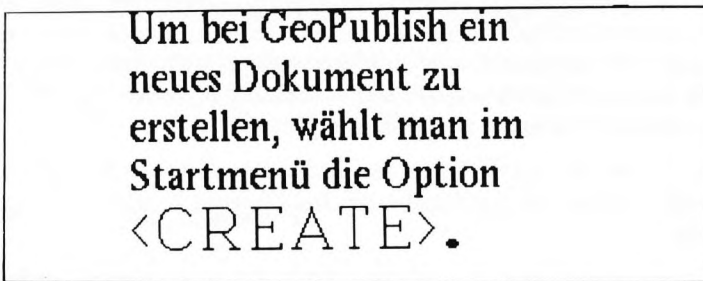 Um bei GeoPublish ein
neues Dokument zu
erstellen, wählt man im
Startmenü die Option
<CREATE>.